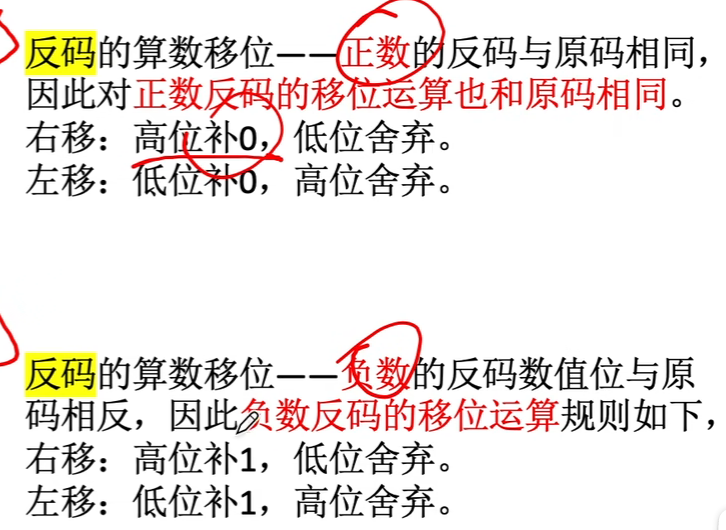 反码的算数移位——正数的反码与原码相同，
因此对正数反码的移位运算也和原码相同。
右移：高位补0，低位舍弃。
左移：低位补0，高位舍弃。
反码的算数移位——负数的反码数值位与原
码相反，因此负数反码的移位运算规则如下，
右移：高位补1，低位舍弃。
左移：低位补1，高位舍弃。